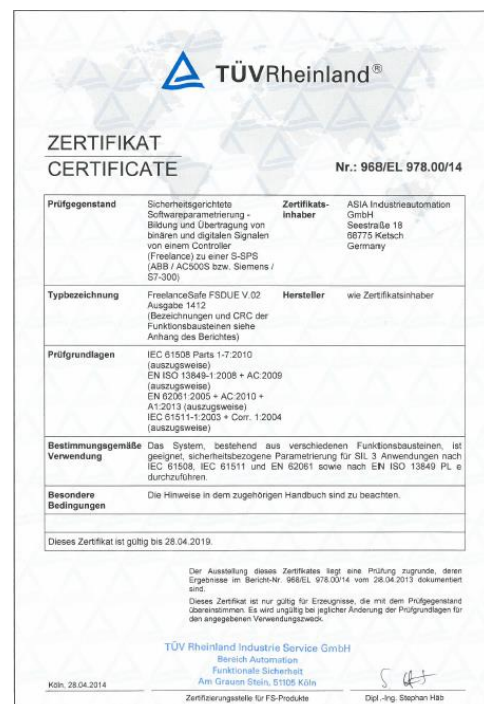 TÜVRheinland®
ZERTIFIKAT
CERTIFICATE
Nr.: 968/EL 978.00/14
Prüfgegenstand
Sicherheitsgerichtete
Softwareparametrierung -
Bildung und Übertragung von
binären und digitalen Signalen
von einem Controller
(Freelance) zu einer S-SPS
(ABB / AC500S bzw. Siemens /
S7-300)
Zertifikats-
inhaber
ASIA Industrieautomation
GmbH
Seestraße 18
68775 Ketsch
Germany
Typbezeichnung
FreelanceSafe FSDUE V.02
Ausgabe 1412
(Bezeichnungen und CRC der
Funktionsbausteinen siehe
Anhang des Berichtes)
Hersteller
wie Zertifikatsinhaber
Prüfgrundlagen
IEC 61508 Parts 1-7:2010
(auszugsweise)
EN ISO 13849-1:2008 + AC:2009
(auszugsweise)
EN 62061:2005 + AC:2010 +
A1:2013 (auszugsweise)
IEC 61511-1:2003 + Corr. 1:2004
(auszugsweise)
Bestimmungsgemäße
Verwendung
Das System, bestehend aus verschiedenen Funktionsbausteinen, ist
geeignet, sicherheitsbezogene Parametrierung für SIL 3 Anwendungen nach
IEC 61508, IEC 61511 und EN 62061 sowie nach EN ISO 13849 PL e
durchzuführen.
Besondere
Bedingungen
Die Hinweise in dem zugehörigen Handbuch sind zu beachten.
Dieses Zertifikat ist gültig bis 28.04.2019.
Der Ausstellung dieses Zertifikates liegt eine Prüfung zugrunde, deren
Ergebnisse im Bericht-Nr. 968/EL 978.00/14 vom 28.04.2013 dokumentiert
sind.
Dieses Zertifikat ist nur gültig für Erzeugnisse, die mit dem Prüfgegenstand
übereinstimmen. Es wird ungültig bei jeglicher Änderung der Prüfgrundlagen für
den angegebenen Verwendungszweck.
TÜV Rheinland Industrie Service GmbH
Bereich Automation
Funktionale Sicherheit
Am Grauen Stein, 51105 Köln
Köln, 28.04.2014
Zertifizierungsstelle für FS-Produkte
Dipl.-Ing. Stephan Häb